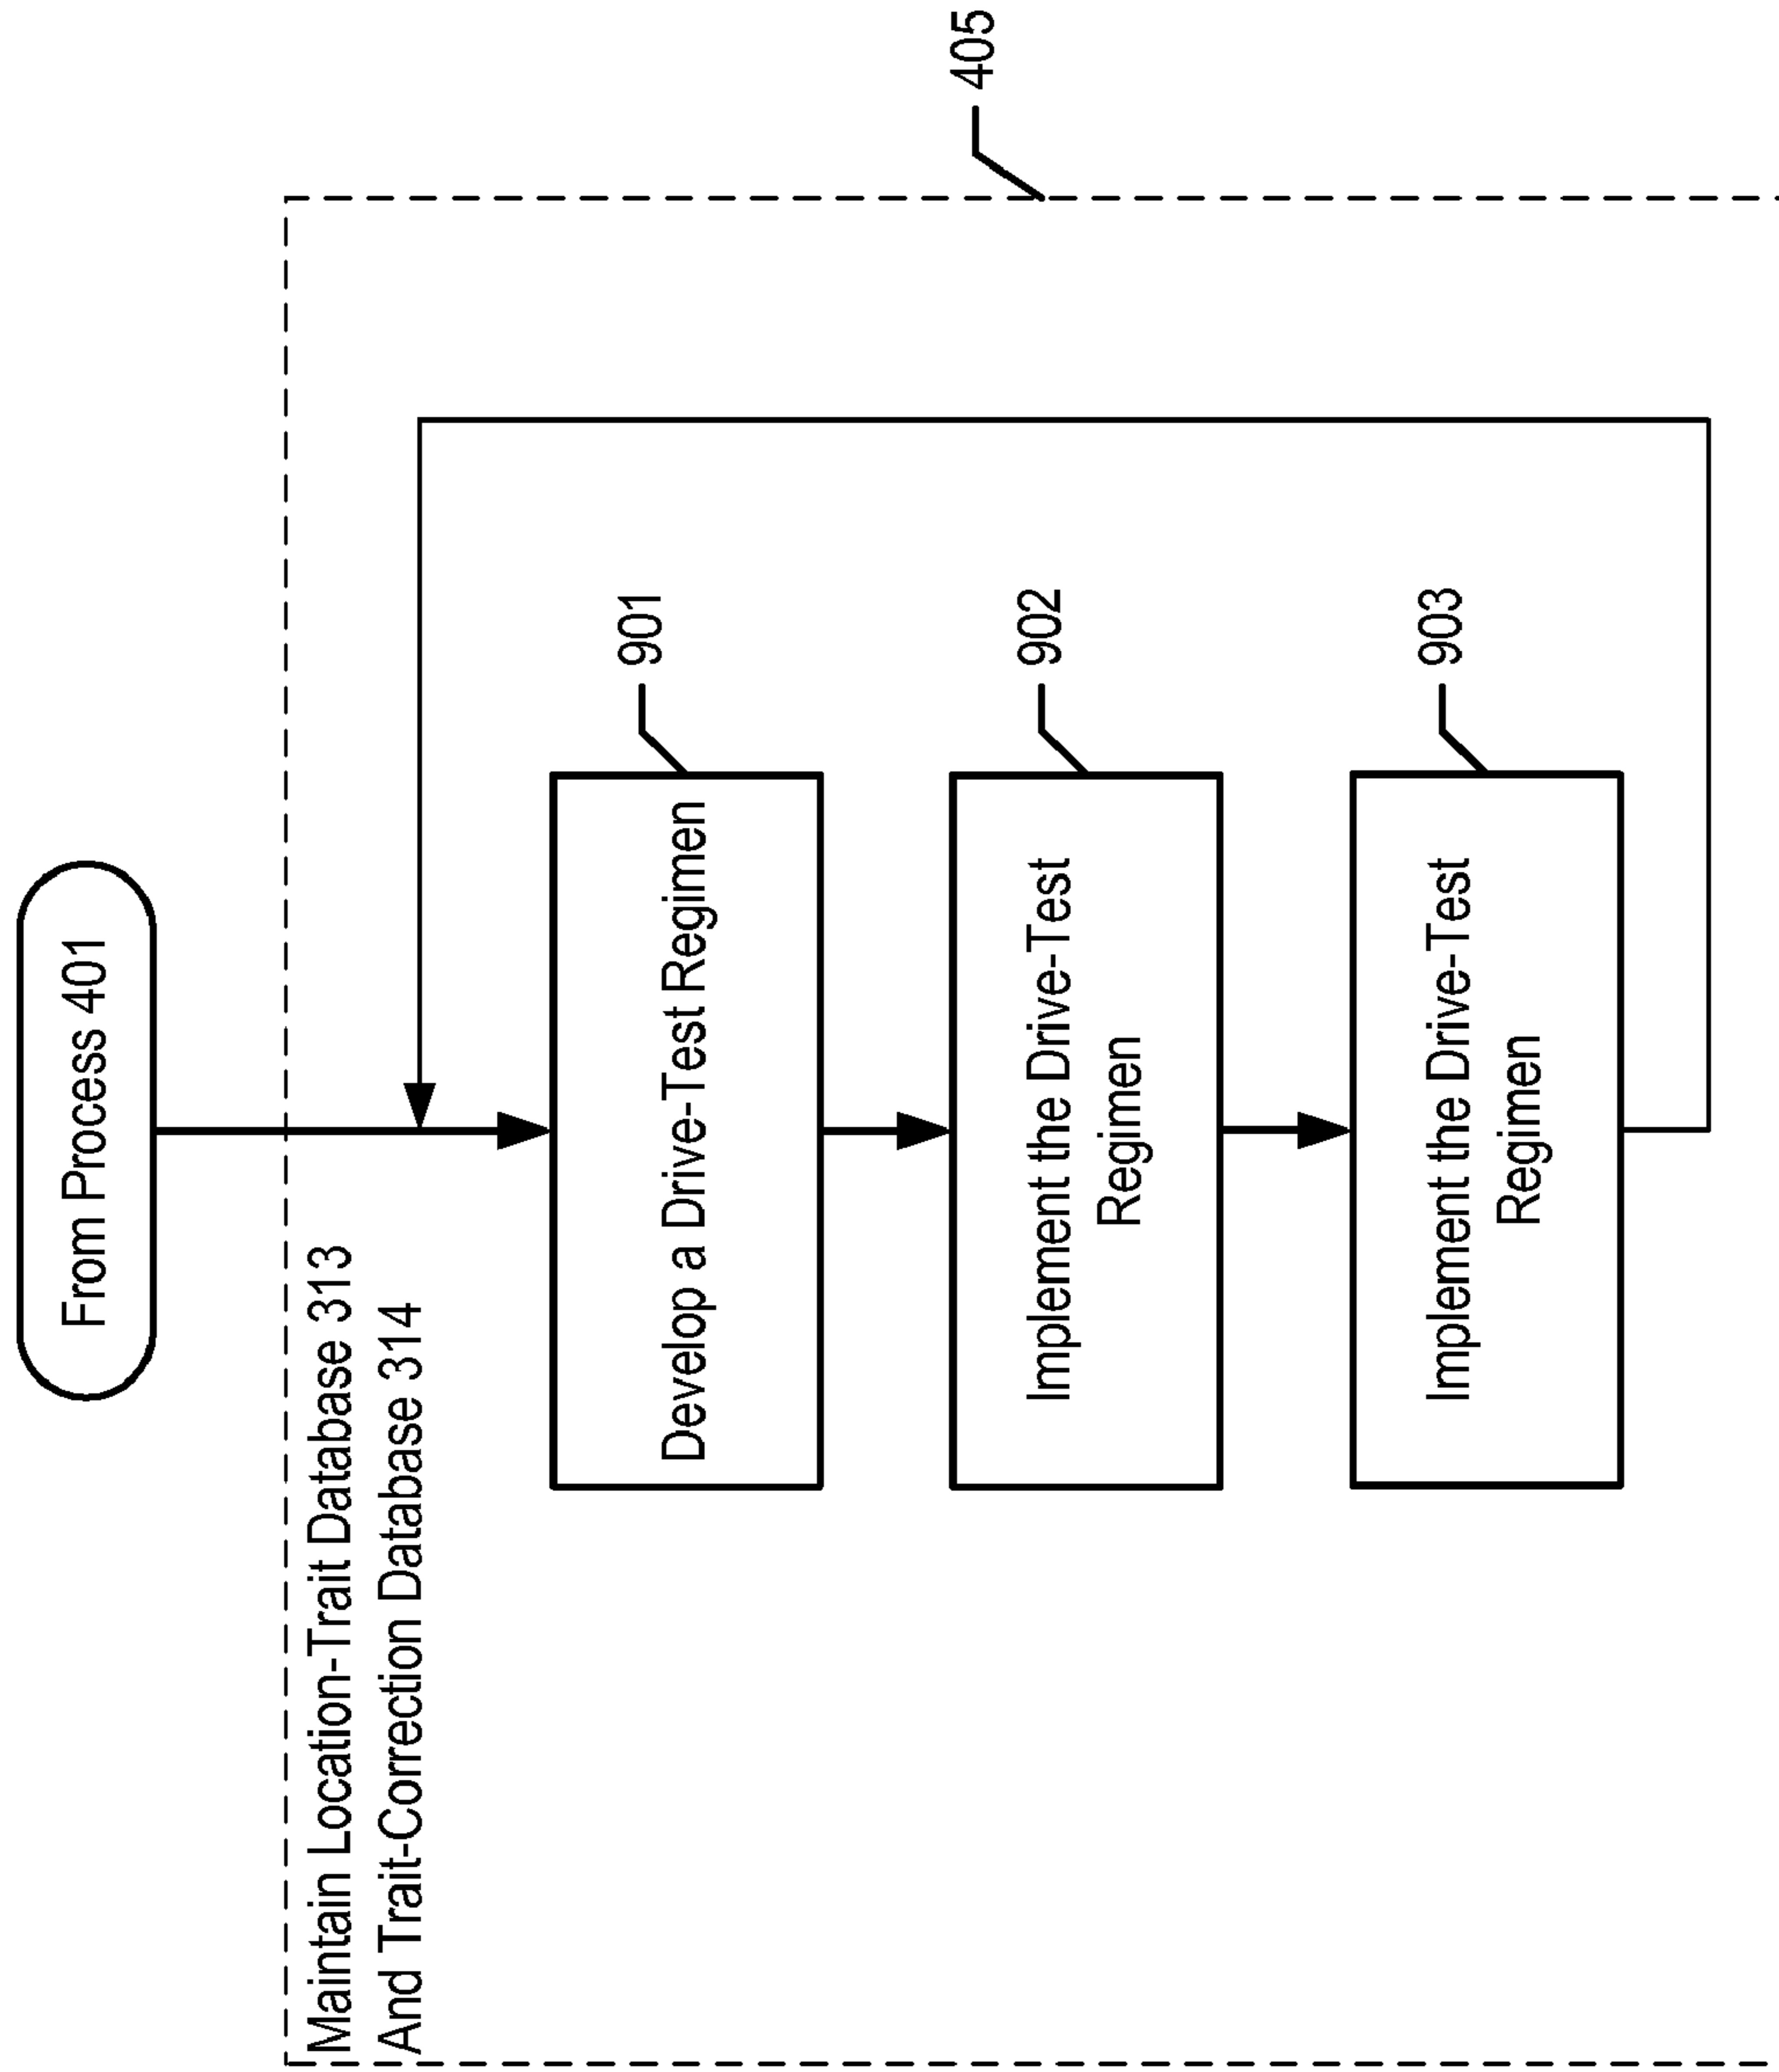 From Process 401
Maintain Location-Trait Database 313
And Trait-Correction Database 314
405
901
Develop a Drive-Test Regimen
902
Implement the Drive-Test
Regimen
903
Implement the Drive-Test
Regimen